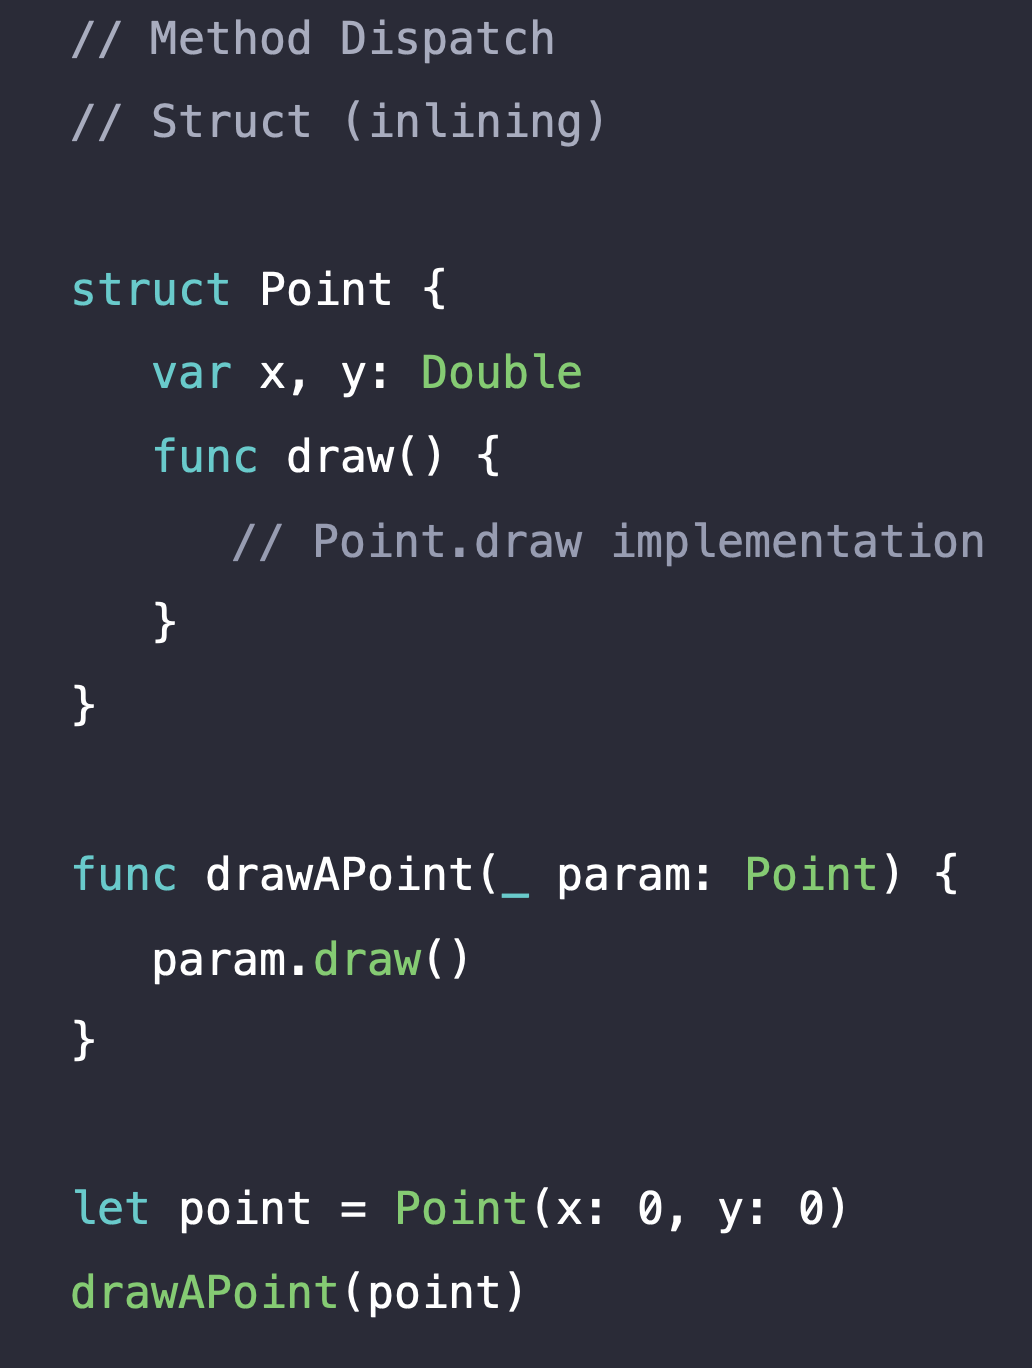 // Method Dispatch
// Struct (inlining)
struct Point {
   var x, y: Double
   func draw() {
      // Point.draw implementation
   }
}
func drawAPoint(_ param: Point) {
   param.draw()
}
let point = Point(x: 0, y: 0)
drawAPoint(point)